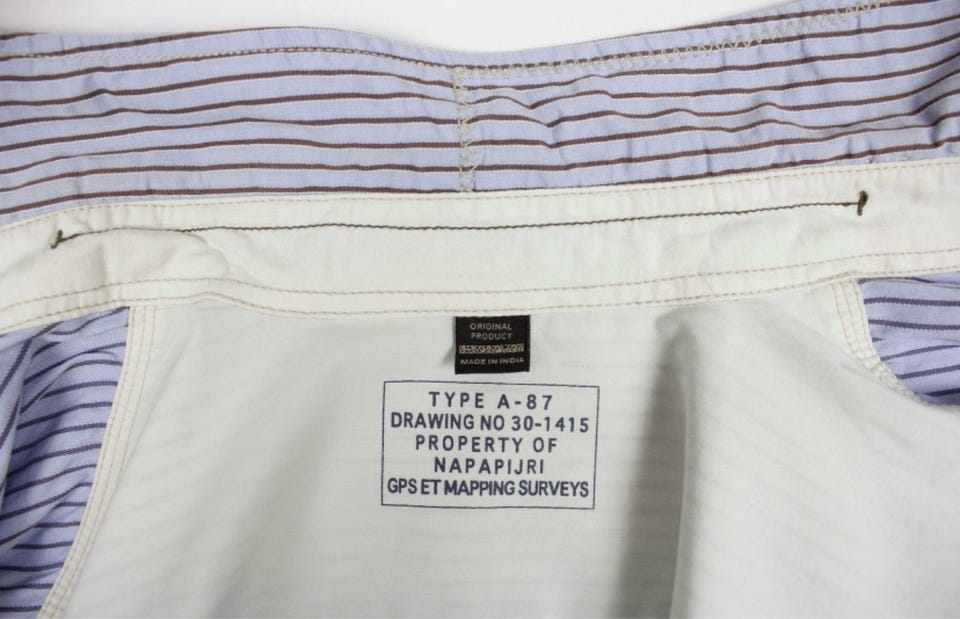 ORIGINAL
PRODUCT
MADE IN INDIA
TYPE A-87
DRAWING NO 30-1415
PROPERTY OF
NAPAPIJRI
GPS ET MAPPING SURVEYS